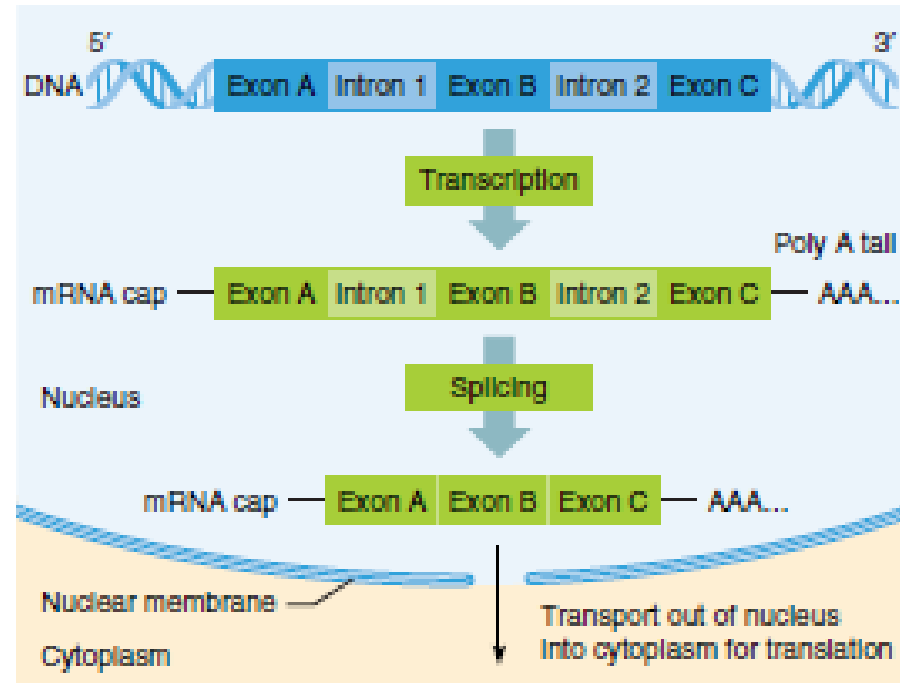 5′ 3′
DNA Exon A Intron 1 Exon B Intron 2 Exon C
Transcription
Poly A tail
mRNA cap Exon A Intron 1 Exon B Intron 2 Exon C AAA...
Splicing
Nucleus
mRNA cap Exon A Exon B Exon C AAA...
Nuclear membrane
Transport out of nucleus
into cytoplasm for translation
Cytoplasm